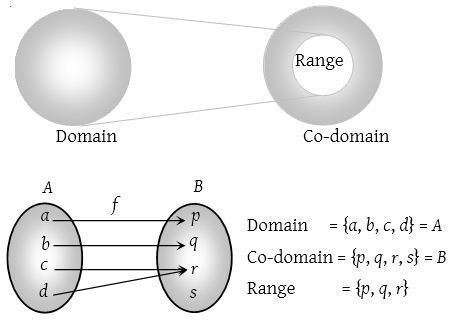 Range
Domain
Co-domain
A
B
f
a
p
b
q
c
r
d
s
Domain = {a, b, c, d} = A
Co-domain = {p, q, r, s} = B
Range = {p, q, r}